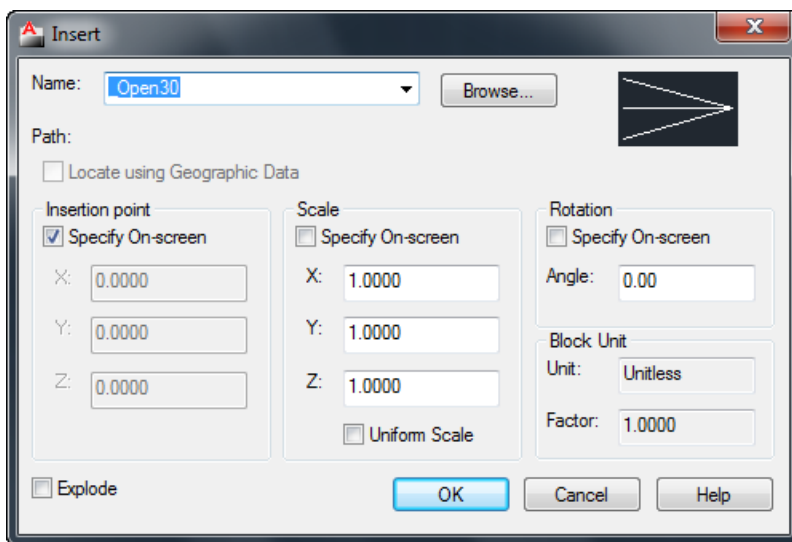 Insert
Name: _Open30 Browse...
Path:
Locate using Geographic Data
Insertion point
Specify On-screen
X: 0.0000
Y: 0.0000
Z: 0.0000
Scale
Specify On-screen
X: 1.0000
Y: 1.0000
Z: 1.0000
Uniform Scale
Rotation
Specify On-screen
Angle: 0.00
Block Unit
Unit: Unitless
Factor: 1.0000
Explode
OK Cancel Help